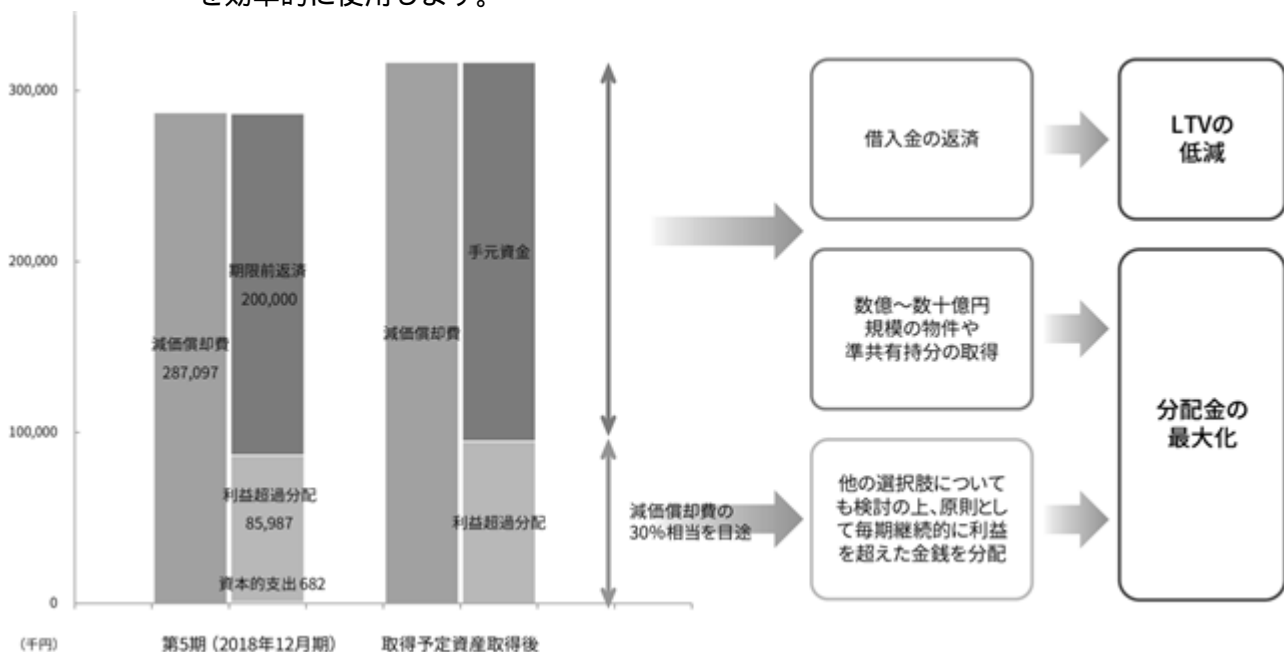 を効率的に使用します。
300,000
200,000
100,000
0
(千円)
減価償却費
287,097
期限前返済
200,000
利益超過分配
85,987
資本的支出 682
第5期（2018年12月期）
減価償却費
手元資金
利益超過分配
取得予定資産取得後
減価償却費の
30%相当を目途
借入金の返済
LTVの
低減
数億～数十億円
規模の物件や
準共有持分の取得
他の選択肢について
も検討の上、原則とし
て毎期継続的に利益
を超えた金銭を分配
分配金の
最大化